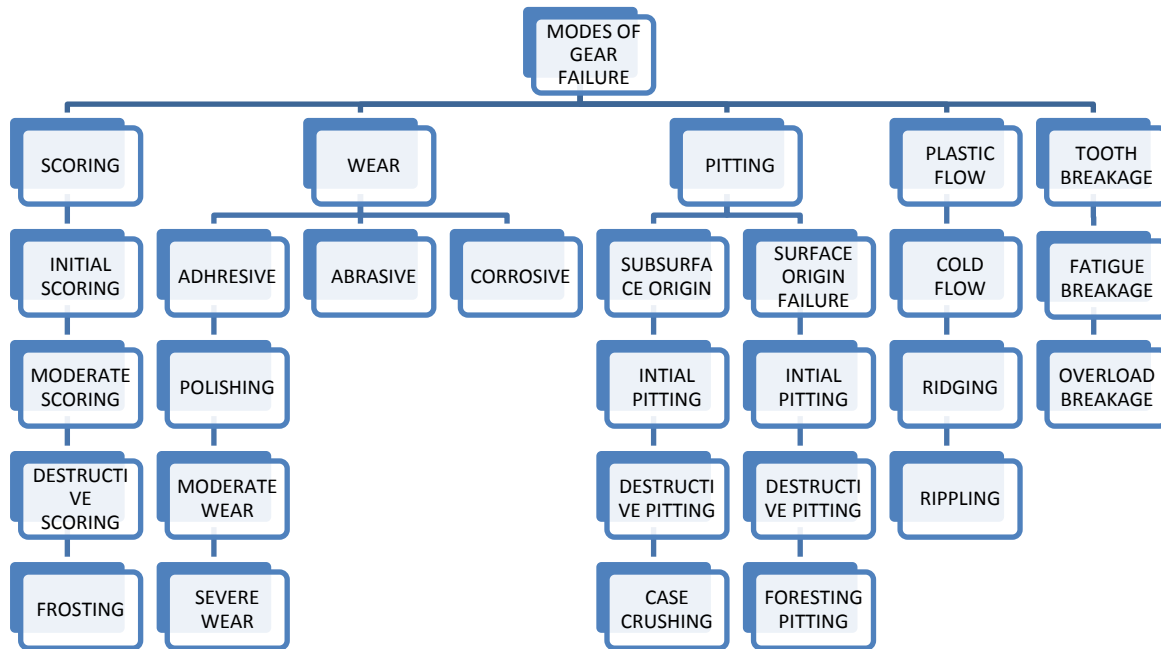 MODES OF
GEAR
FAILURE
SCORING
WEAR
PITTING
PLASTIC
FLOW
TOOTH
BREAKAGE
INITIAL
SCORING
ADHRESIVE
ABRASIVE
CORROSIVE
SUBSURFA
CE ORIGIN
SURFACE
ORIGIN
FAILURE
COLD
FLOW
FATIGUE
BREAKAGE
MODERATE
SCORING
POLISHING
INTIAL
PITTING
INTIAL
PITTING
RIDGING
OVERLOAD
BREAKAGE
DESTRUCTI
VE
SCORING
MODERATE
WEAR
DESTRUCTI
VE PITTING
DESTRUCTI
VE PITTING
RIPPLING
FROSTING
SEVERE
WEAR
CASE
CRUSHING
FORESTING
PITTING